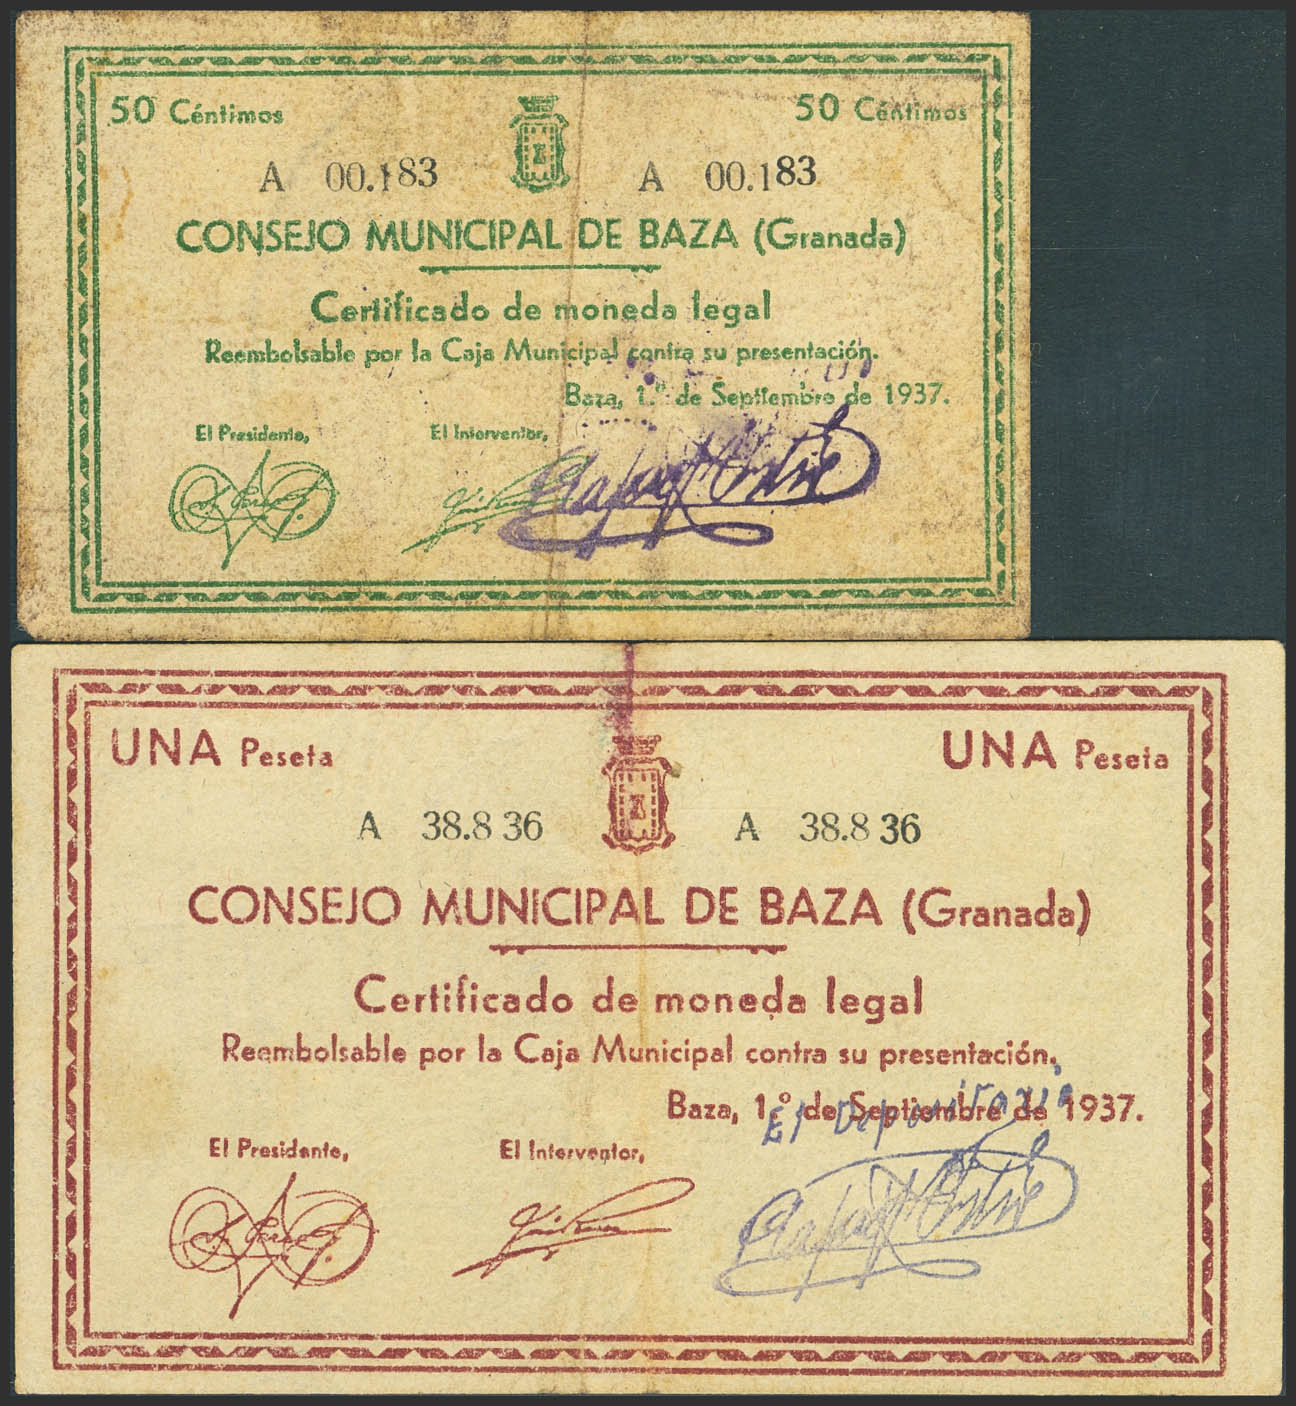 50 Céntimos 50 Céntimos
A 00.183 A 00.183
CONSEJO MUNICIPAL DE BAZA (Granada)
Certificado de moneda legal
Reembolsable por la Caja Municipal contra su presentación.
Baza, 1.º de Septiembre de 1937.
El Presidente, El Interventor,
UNA Peseta UNA Peseta
A 38.836 A 38.836
CONSEJO MUNICIPAL DE BAZA (Granada)
Certificado de moneda legal
Reembolsable por la Caja Municipal contra su presentación.
Baza, 1.º de Septiembre de 1937.
El Depositario
El Presidente, El Interventor,